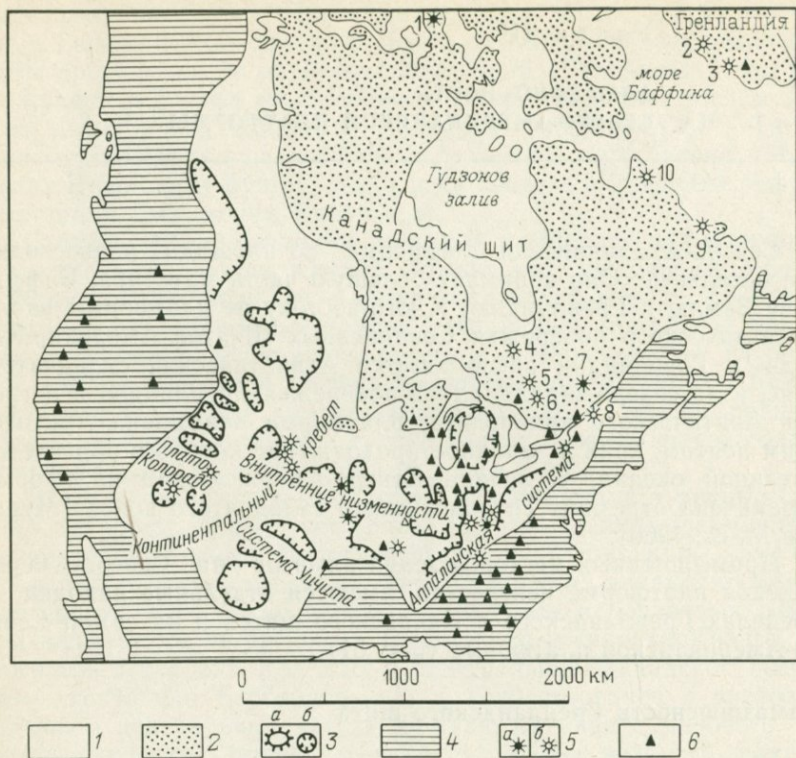 Гренландия
море
Баффина
1
2
3
10
9
Гудзонов
залив
Канадский щит
4
5
6
7
8
Плато
Колорадо
Континентальный хребет
Внутренние низменности
Система Уичита
Аппалачская система
0 1000 2000 км
1 2 а б 3 4 а б 5 6